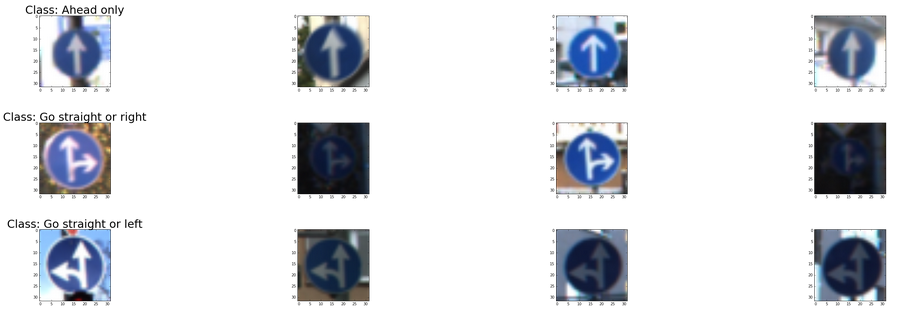 Class: Ahead only
Class: Go straight or right
Class: Go straight or left